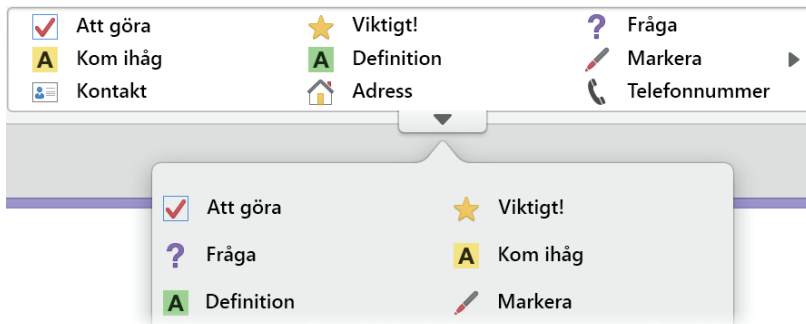 Att göra Viktigt! Fråga
A Kom ihåg A Definition Markera
Kontakt Adress Telefonnummer
Att göra Viktigt!
? Fråga A Kom ihåg
A Definition Markera